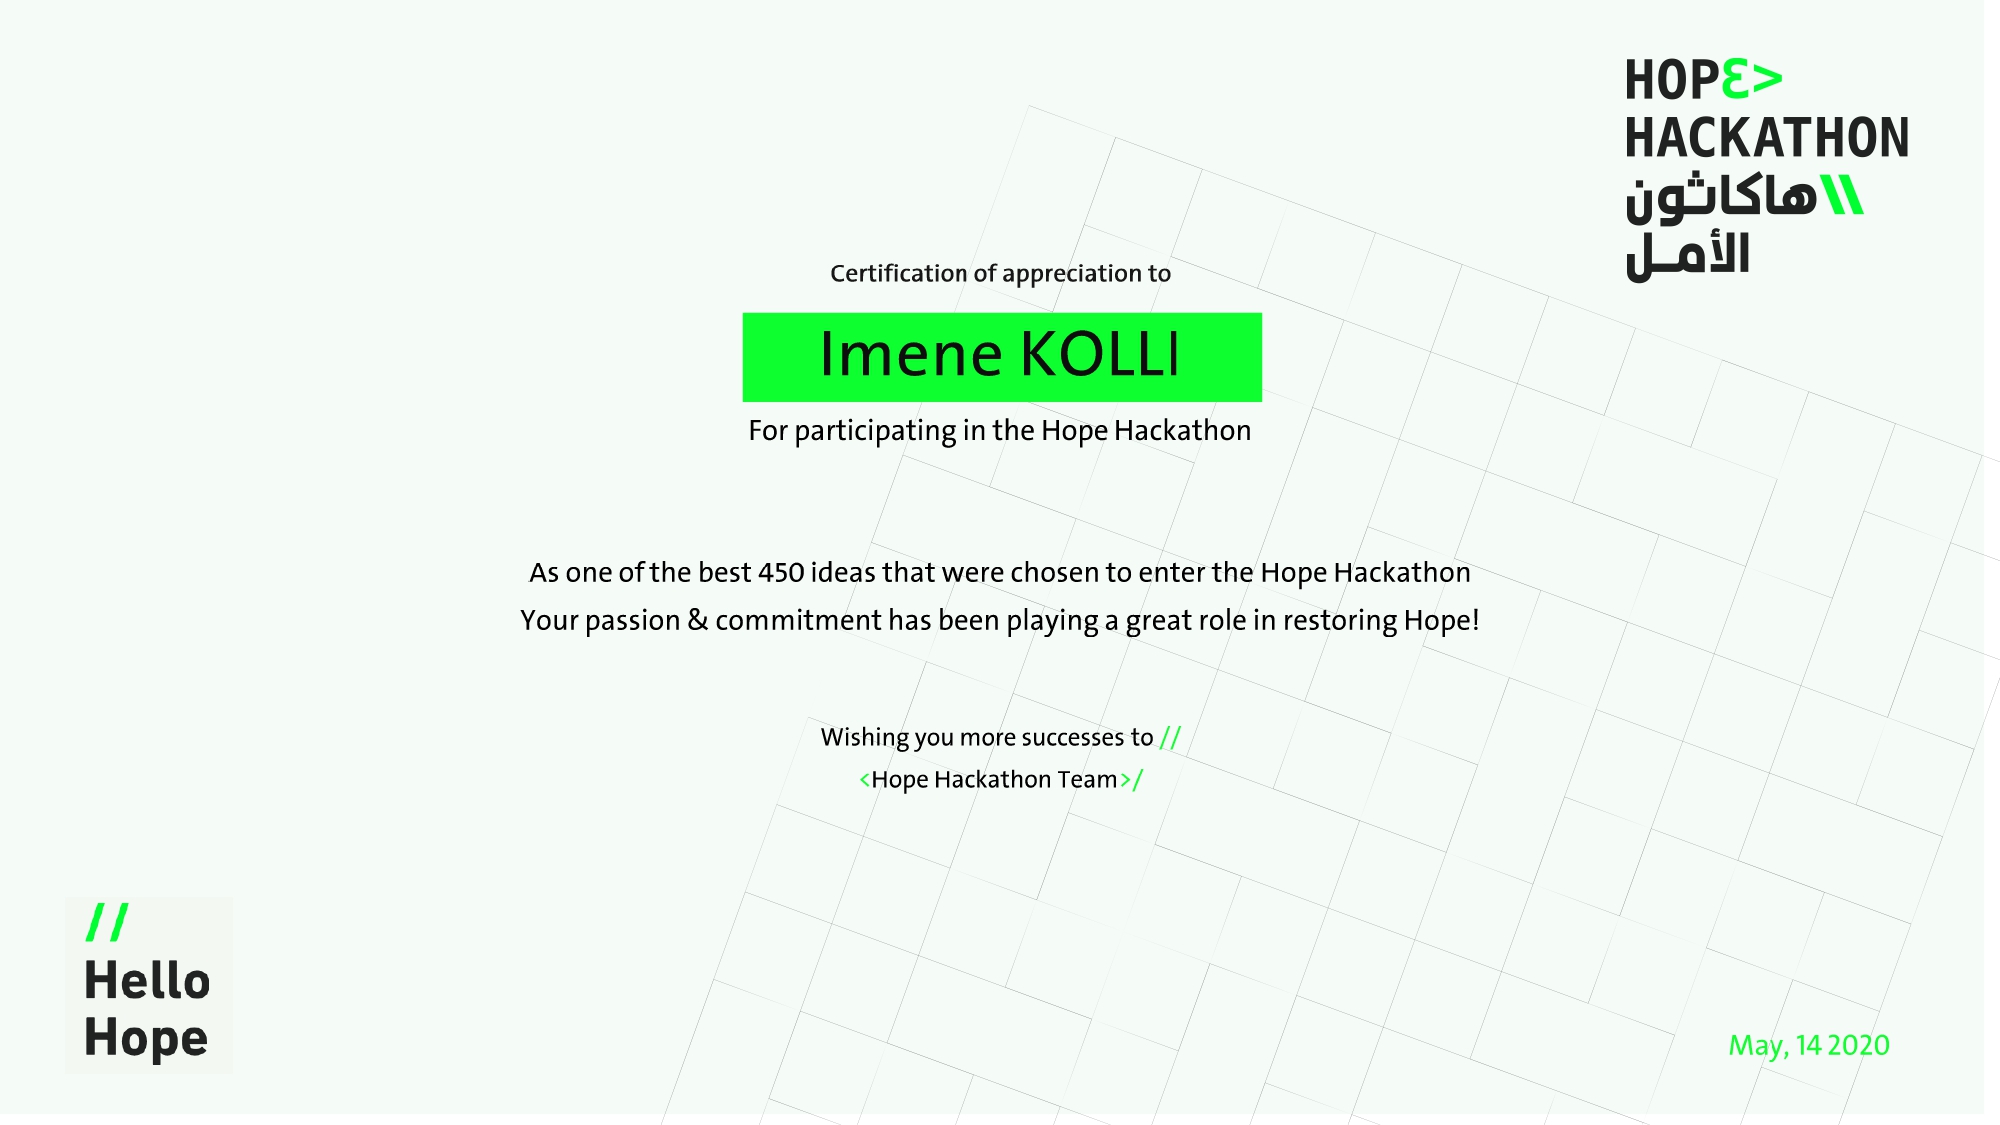 HOPE>
HACKATHON
\\هاكاثون
الأمـل
Certification of appreciation to
Imene KOLLI
For participating in the Hope Hackathon
As one of the best 450 ideas that were chosen to enter the Hope Hackathon
Your passion & commitment has been playing a great role in restoring Hope!
Wishing you more successes to //
<Hope Hackathon Team>/
//
Hello
Hope
May, 14 2020